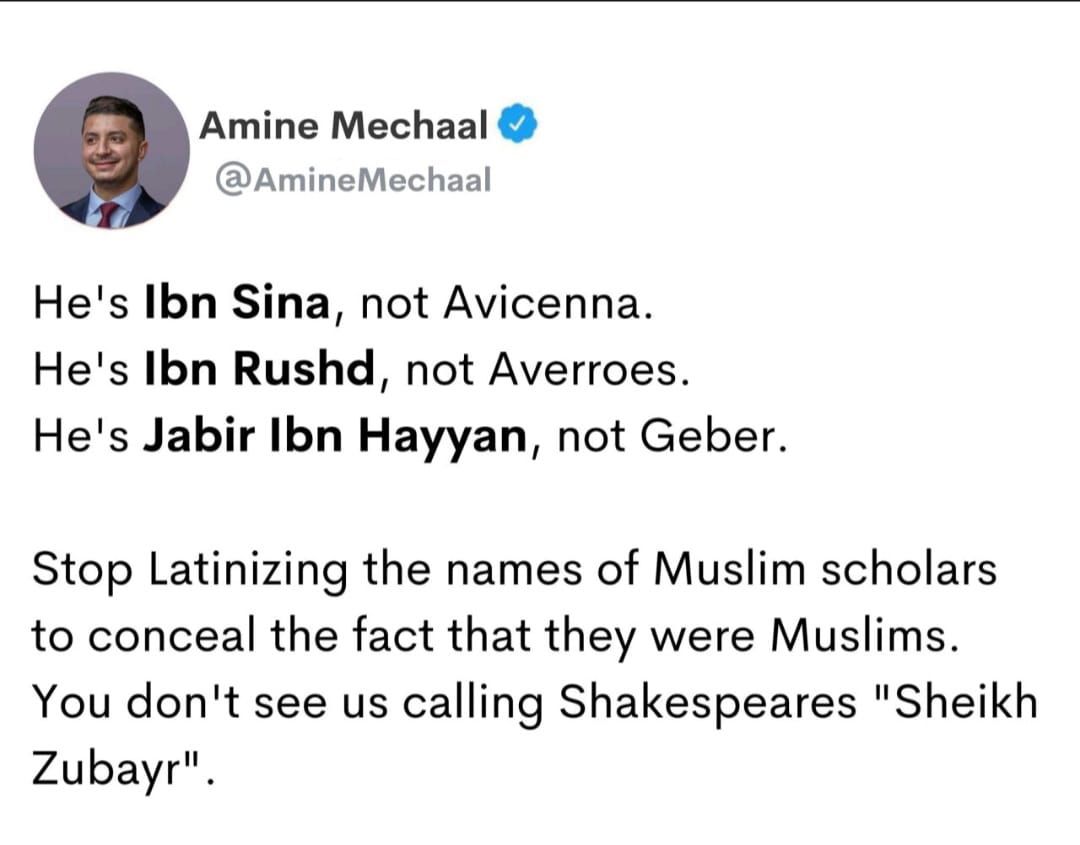 Amine Mechaal
@AmineMechaal
He's Ibn Sina, not Avicenna.
He's Ibn Rushd, not Averroes.
He's Jabir Ibn Hayyan, not Geber.
Stop Latinizing the names of Muslim scholars
to conceal the fact that they were Muslims.
You don't see us calling Shakespeares "Sheikh
Zubayr".